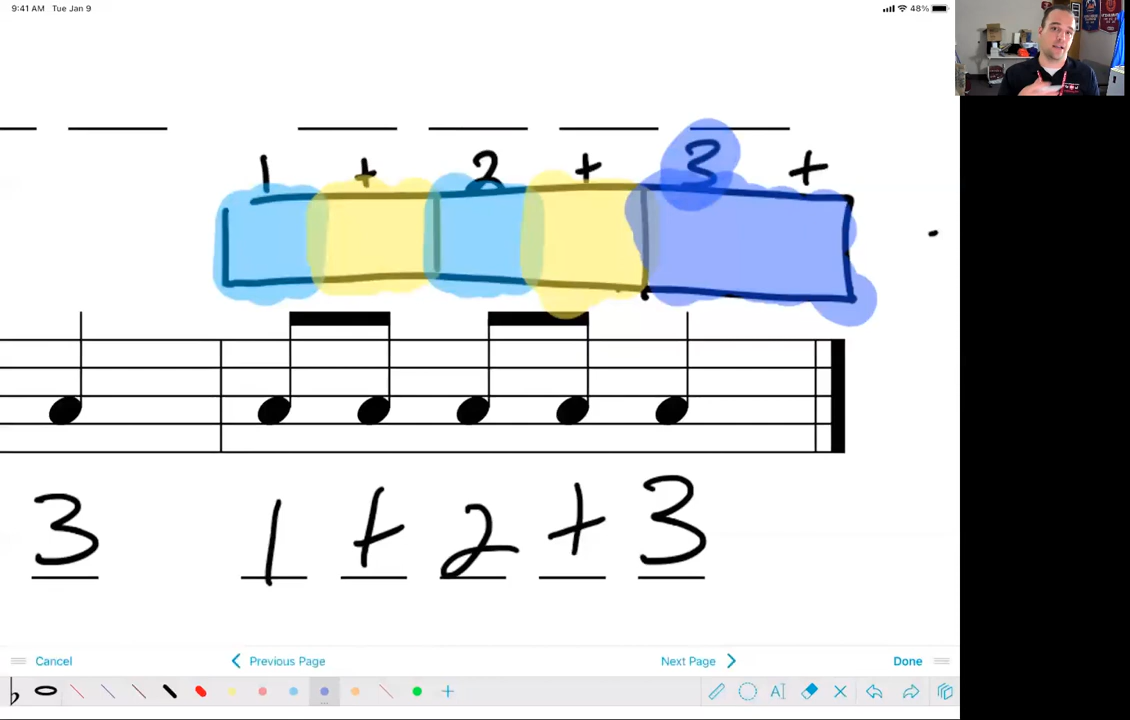 9:41 AM Tue Jan 9 48%
1 + 2 + 3 +
3 1 + 2 + 3
Cancel Previous Page Next Page Done
A